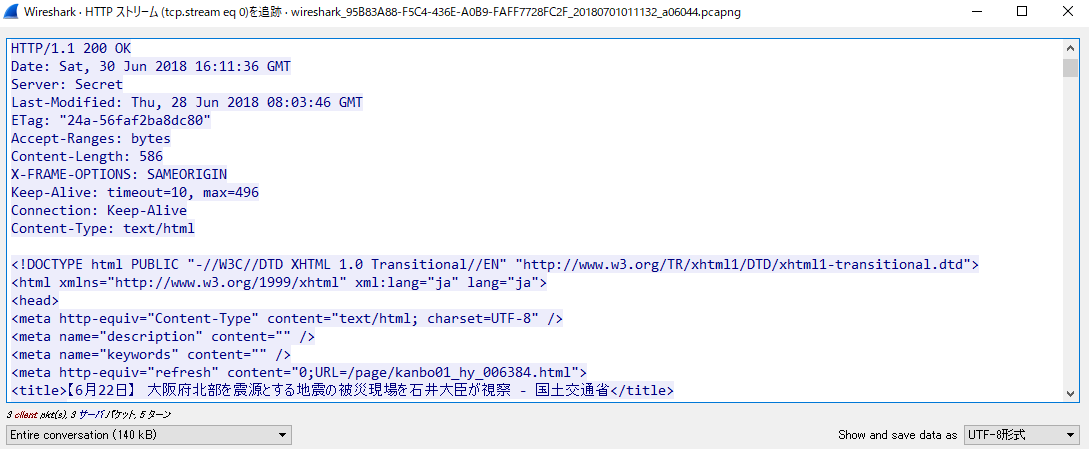 Wireshark · HTTP ストリーム (tcp.stream eq 0)を追跡 · wireshark_95B83A88-F5C4-436E-A0B9-FAFF7728FC2F_20180701011132_a06044.pcapng
HTTP/1.1 200 OK
Date: Sat, 30 Jun 2018 16:11:36 GMT
Server: Secret
Last-Modified: Thu, 28 Jun 2018 08:03:46 GMT
ETag: "24a-56faf2ba8dc80"
Accept-Ranges: bytes
Content-Length: 586
X-FRAME-OPTIONS: SAMEORIGIN
Keep-Alive: timeout=10, max=496
Connection: Keep-Alive
Content-Type: text/html
<!DOCTYPE html PUBLIC "-//W3C//DTD XHTML 1.0 Transitional//EN" "http://www.w3.org/TR/xhtml1/DTD/xhtml1-transitional.dtd">
<html xmlns="http://www.w3.org/1999/xhtml" xml:lang="ja" lang="ja">
<head>
<meta http-equiv="Content-Type" content="text/html; charset=UTF-8" />
<meta name="description" content="" />
<meta name="keywords" content="" />
<meta http-equiv="refresh" content="0;URL=/page/kanbo01_hy_006384.html">
<title>【6月22日】 大阪府北部を震源とする地震の被災現場を石井大臣が視察 - 国土交通省</title>
3 client pkt(s), 3 サーバ パケット, 5 ターン
Entire conversation (140 kB)
Show and save data as UTF-8形式